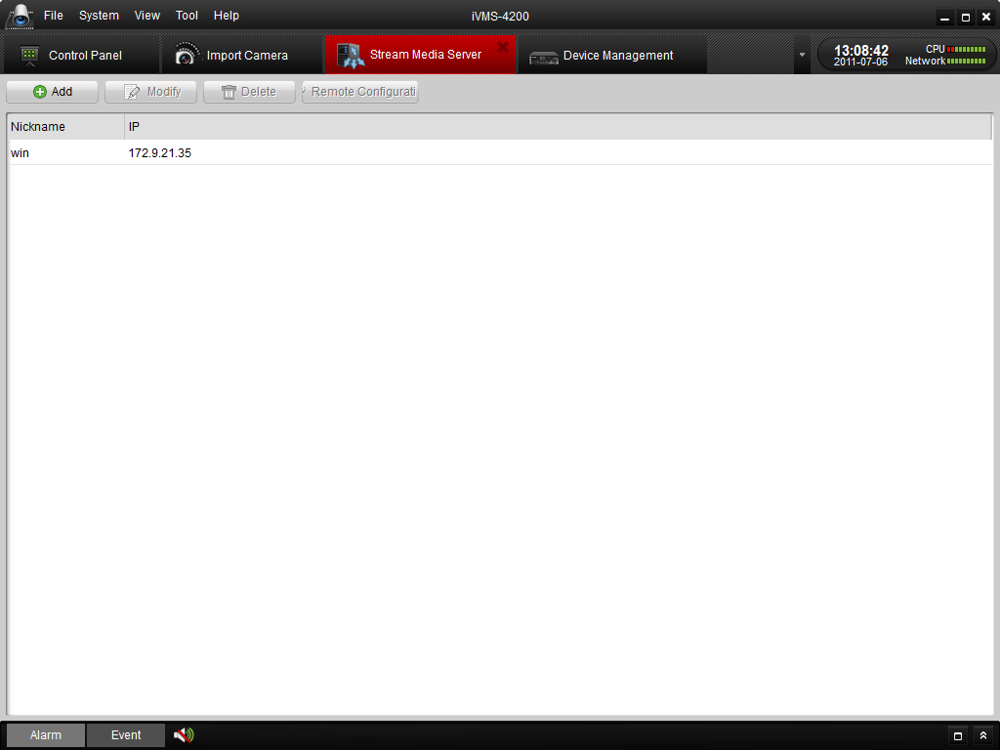 File System View Tool Help iVMS-4200
Control Panel Import Camera Stream Media Server Device Management 13:08:42 CPU
2011-07-06 Network
Add Modify Delete Remote Configurati
Nickname IP
win 172.9.21.35
Alarm Event